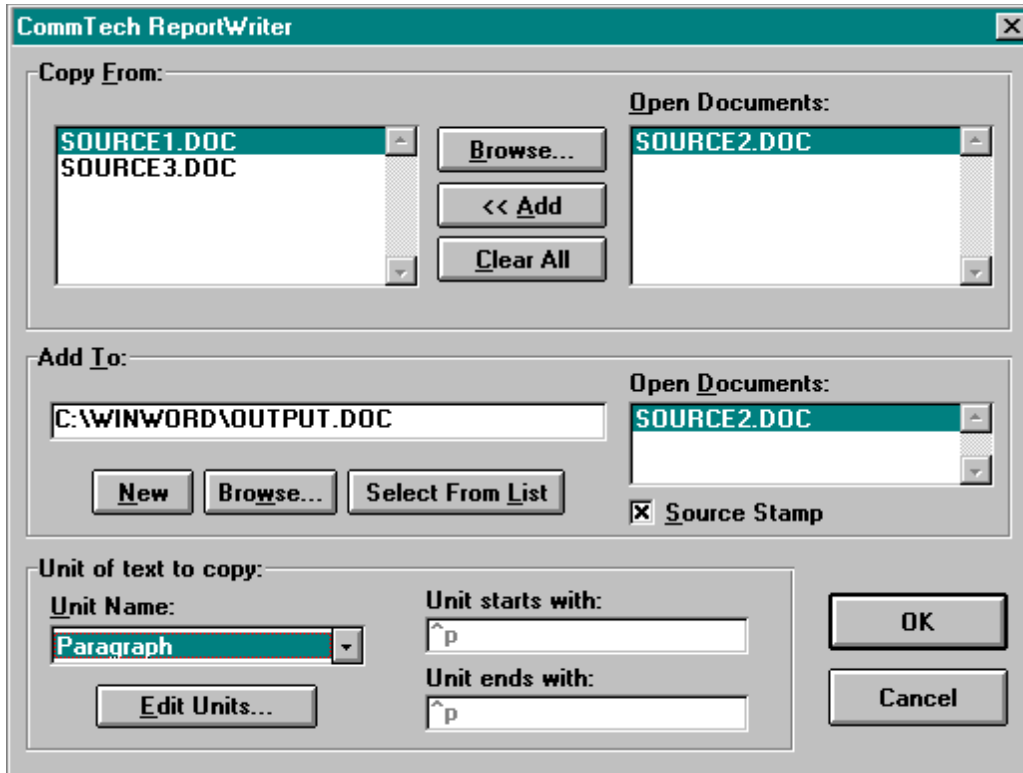 CommTech ReportWriter
Copy From:
Open Documents:
SOURCE1.DOC
SOURCE3.DOC
Browse...
<< Add
Clear All
SOURCE2.DOC
Add To:
Open Documents:
C:\WINWORD\OUTPUT.DOC
SOURCE2.DOC
New
Browse...
Select From List
Source Stamp
Unit of text to copy:
Unit Name:
Paragraph
Edit Units...
Unit starts with:
^p
Unit ends with:
^p
OK
Cancel